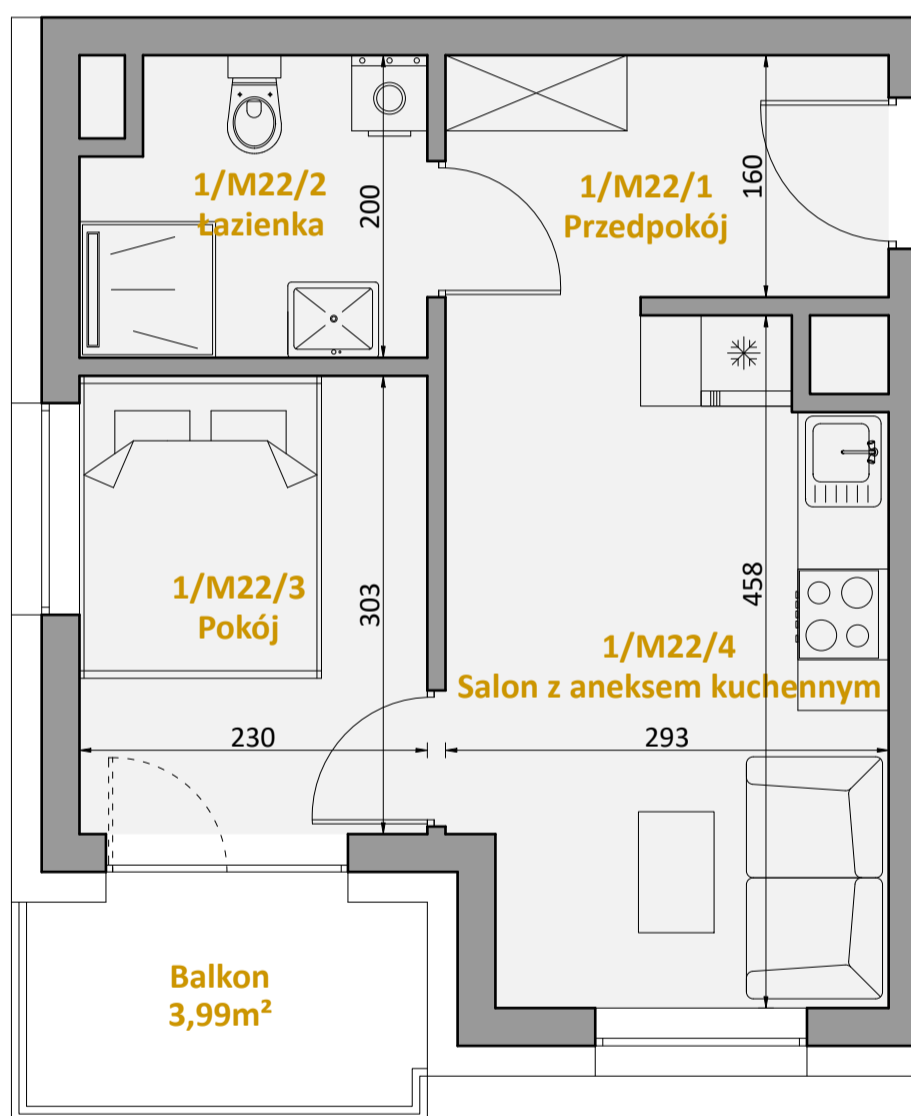 1/M22/2
Łazienka
200
1/M22/1
Przedpokój
160
1/M22/3
Pokój
303
458
1/M22/4
Salon z aneksem kuchennym
230
293
Balkon
3,99m²